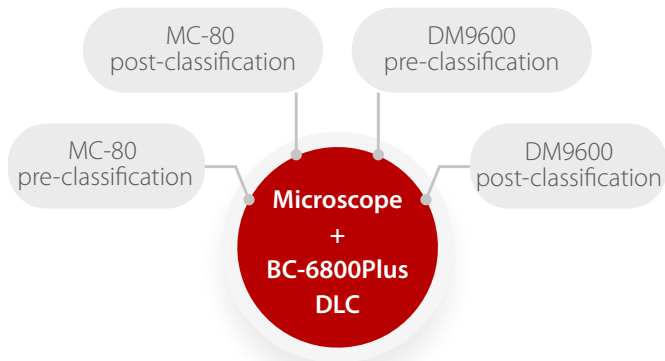 MC-80
post-classification
DM9600
pre-classification
MC-80
pre-classification
DM9600
post-classification
Microscope
+
BC-6800Plus
DLC